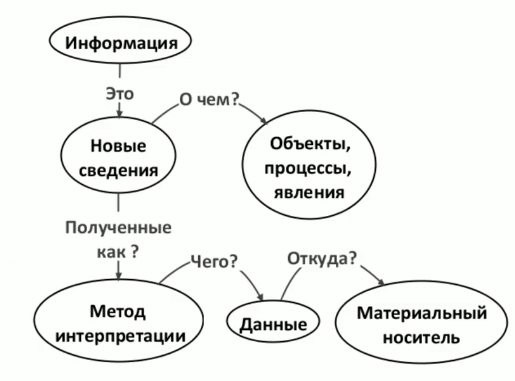 Информация
Это
О чем?
Новые
сведения
Объекты,
процессы,
явления
Полученные
как ?
Чего?
Откуда?
Метод
интерпретации
Данные
Материальный
носитель